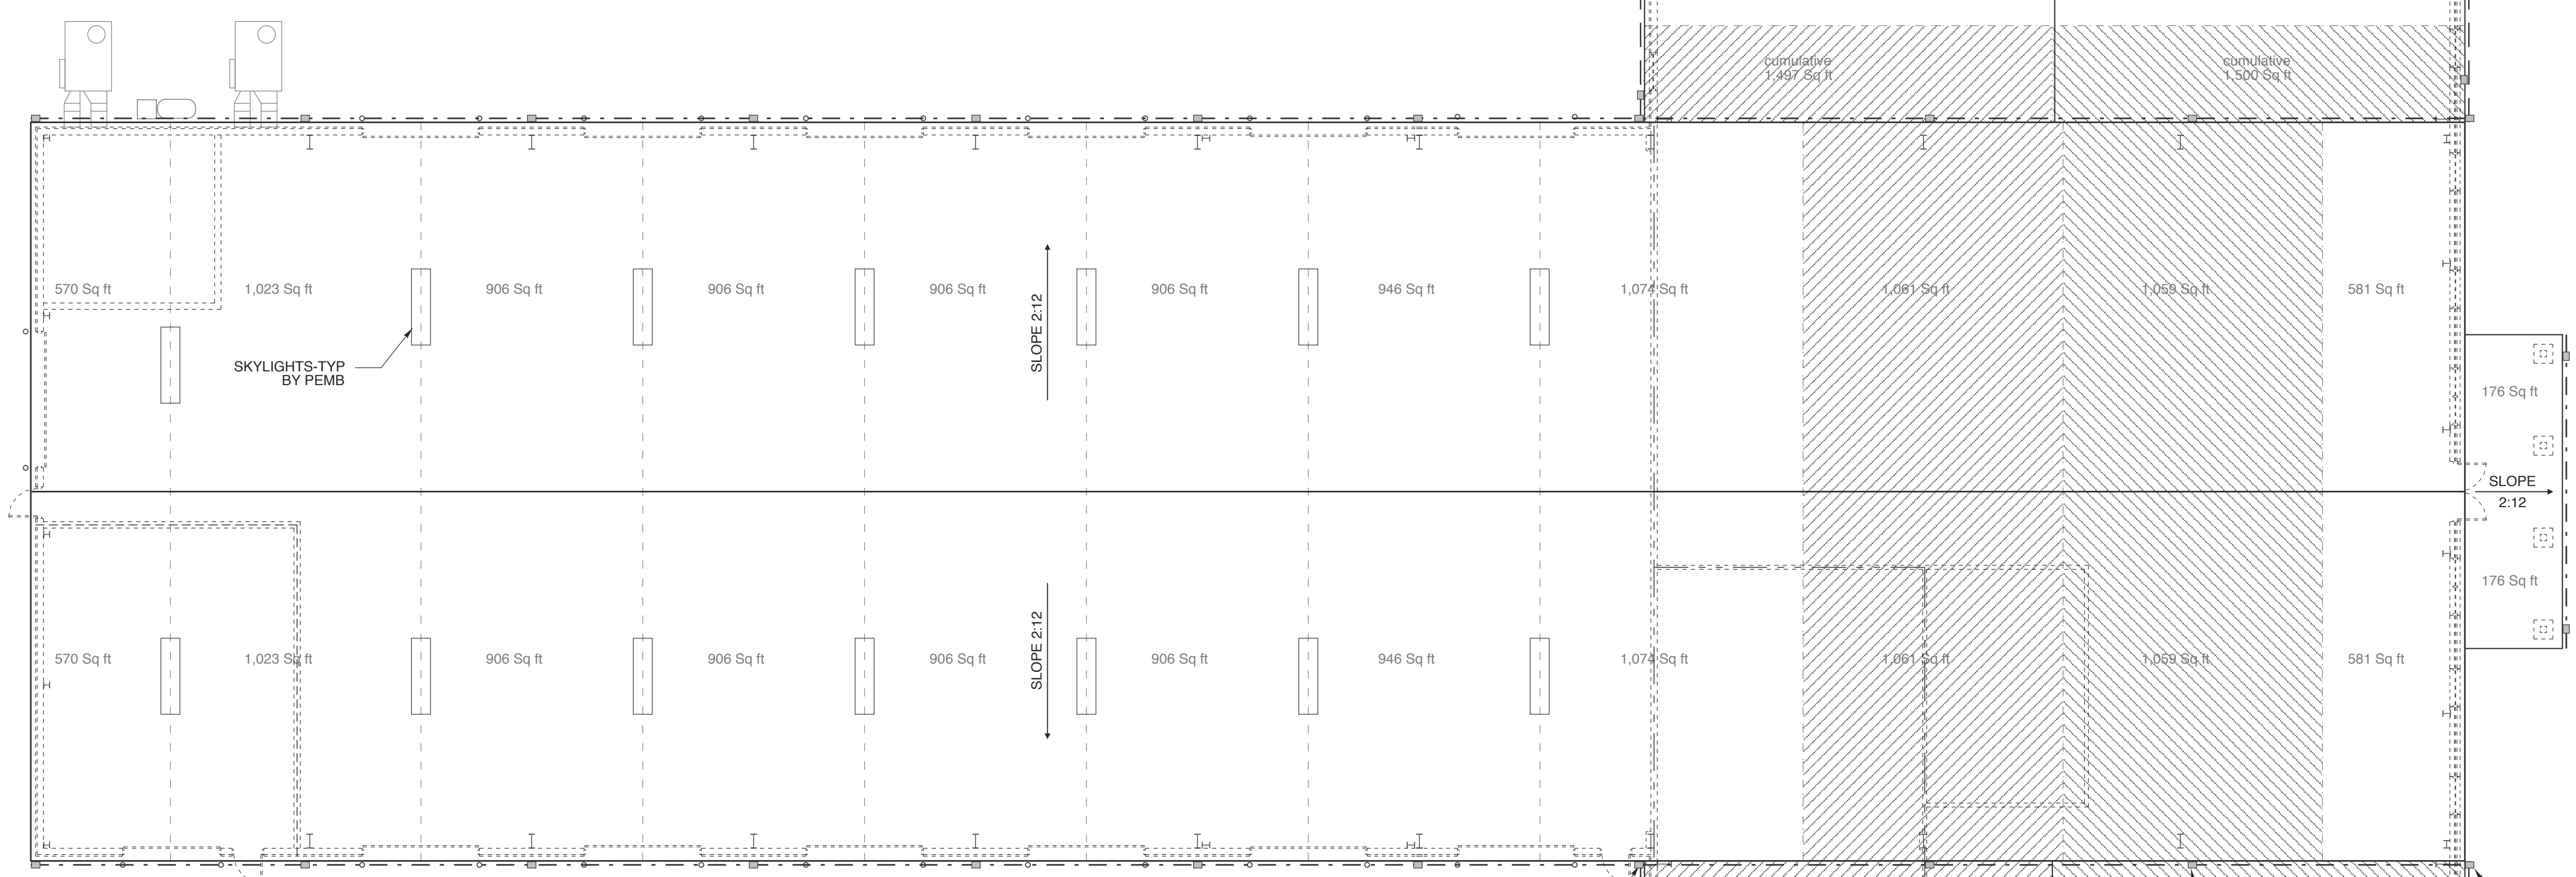 cumulative
1,497 Sq ft
cumulative
1,500 Sq ft
570 Sq ft
1,023 Sq ft
906 Sq ft
906 Sq ft
906 Sq ft
906 Sq ft
946 Sq ft
1,074 Sq ft
1,061 Sq ft
1,059 Sq ft
581 Sq ft
SLOPE 2:12
SKYLIGHTS-TYP
BY PEMB
176 Sq ft
SLOPE
2:12
176 Sq ft
SLOPE 2:12
570 Sq ft
1,023 Sq ft
906 Sq ft
906 Sq ft
906 Sq ft
906 Sq ft
946 Sq ft
1,074 Sq ft
1,061 Sq ft
1,059 Sq ft
581 Sq ft